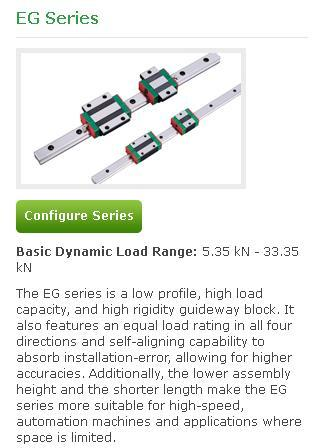 EG Series
Configure Series
Basic Dynamic Load Range: 5.35 kN - 33.35
kN
The EG series is a low profile, high load
capacity, and high rigidity guideway block. It
also features an equal load rating in all four
directions and self-aligning capability to
absorb installation-error, allowing for higher
accuracies. Additionally, the lower assembly
height and the shorter length make the EG
series more suitable for high-speed,
automation machines and applications where
space is limited.